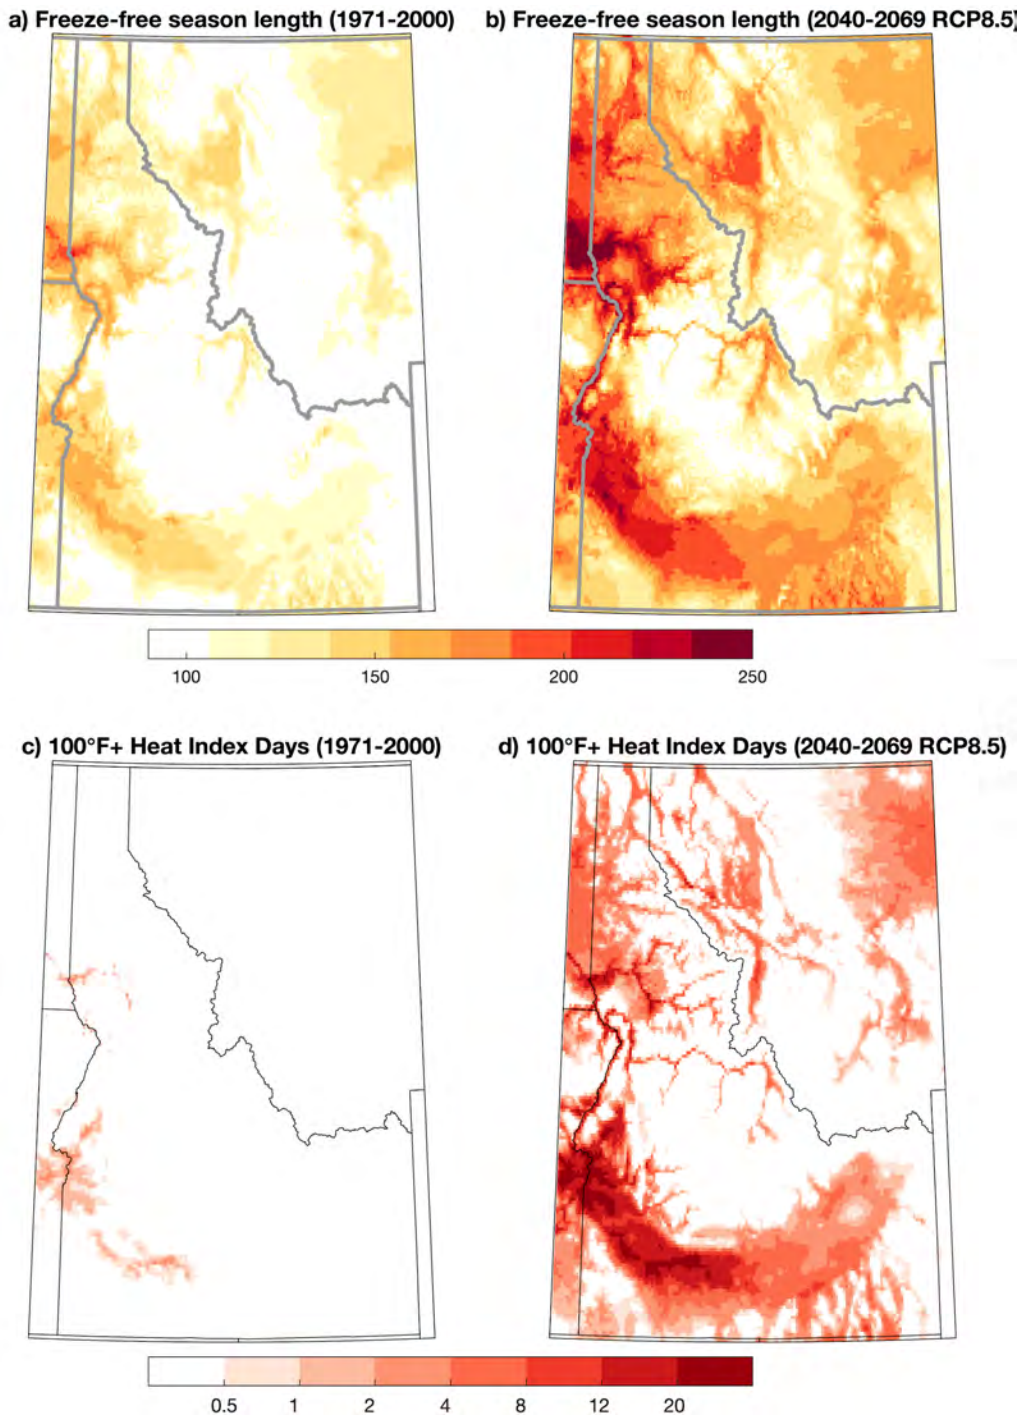 a) Freeze-free season length (1971-2000)
b) Freeze-free season length (2040-2069 RCP8.5)
100 150 200 250
c) 100°F+ Heat Index Days (1971-2000)
d) 100°F+ Heat Index Days (2040-2069 RCP8.5)
0.5 1 2 4 8 12 20